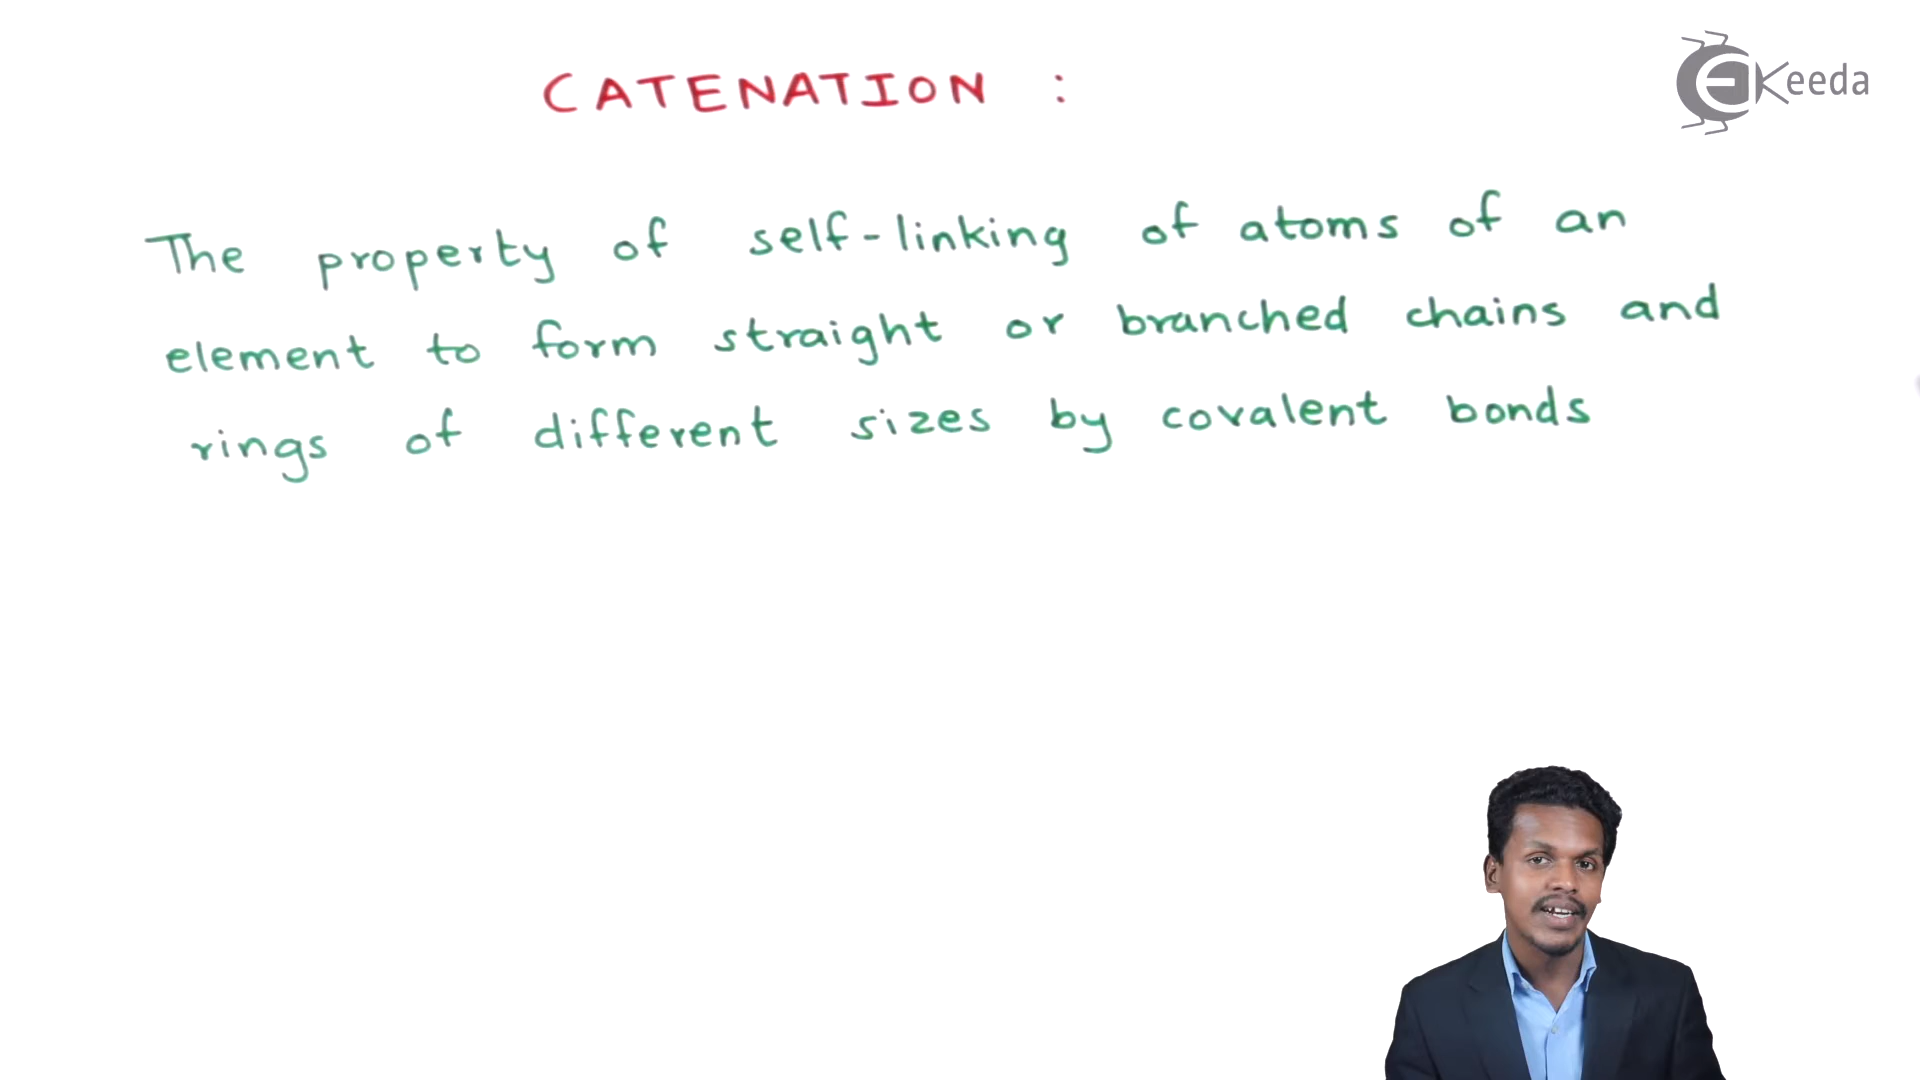 CATENATION :
EKeeda
The property of self-linking of atoms of an
element to form straight or branched chains and
rings of different sizes by covalent bonds